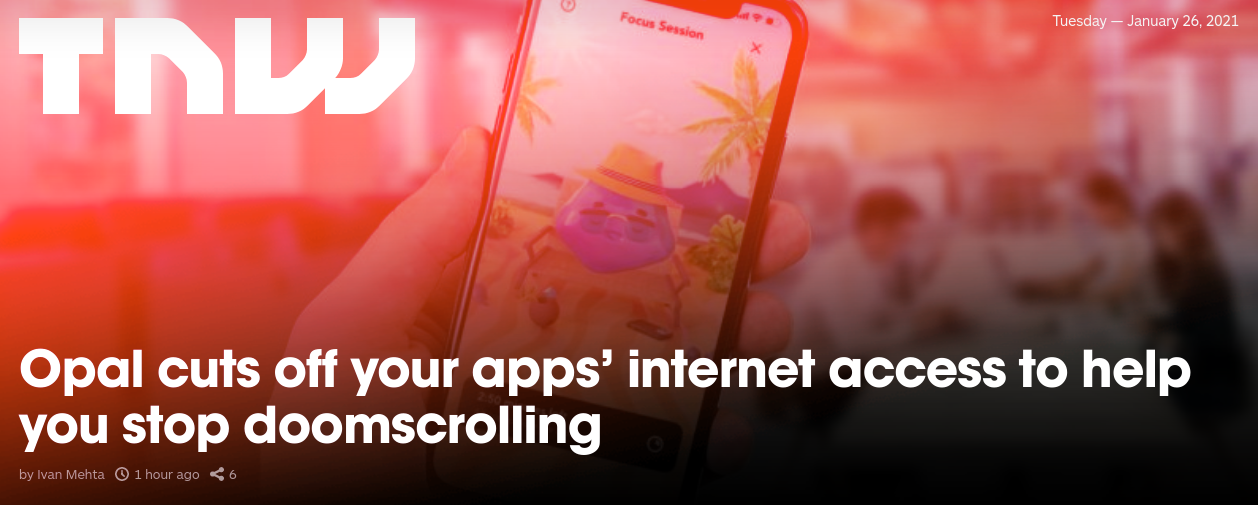 TNW
Tuesday — January 26, 2021
Focus Session
Opal cuts off your apps’ internet access to help
you stop doomscrolling
by Ivan Mehta 1 hour ago 6